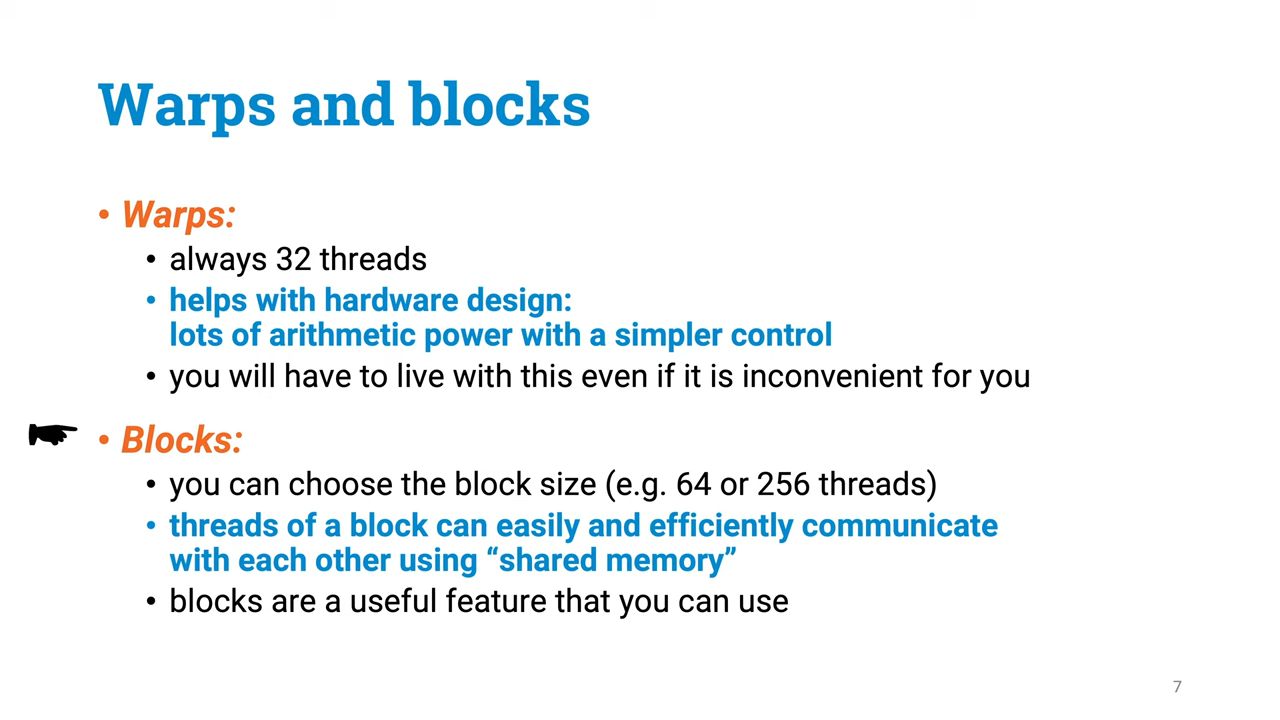 Warps and blocks
• Warps:
• always 32 threads
• helps with hardware design:
lots of arithmetic power with a simpler control
• you will have to live with this even if it is inconvenient for you
• Blocks:
• you can choose the block size (e.g. 64 or 256 threads)
• threads of a block can easily and efficiently communicate
with each other using “shared memory”
• blocks are a useful feature that you can use
7